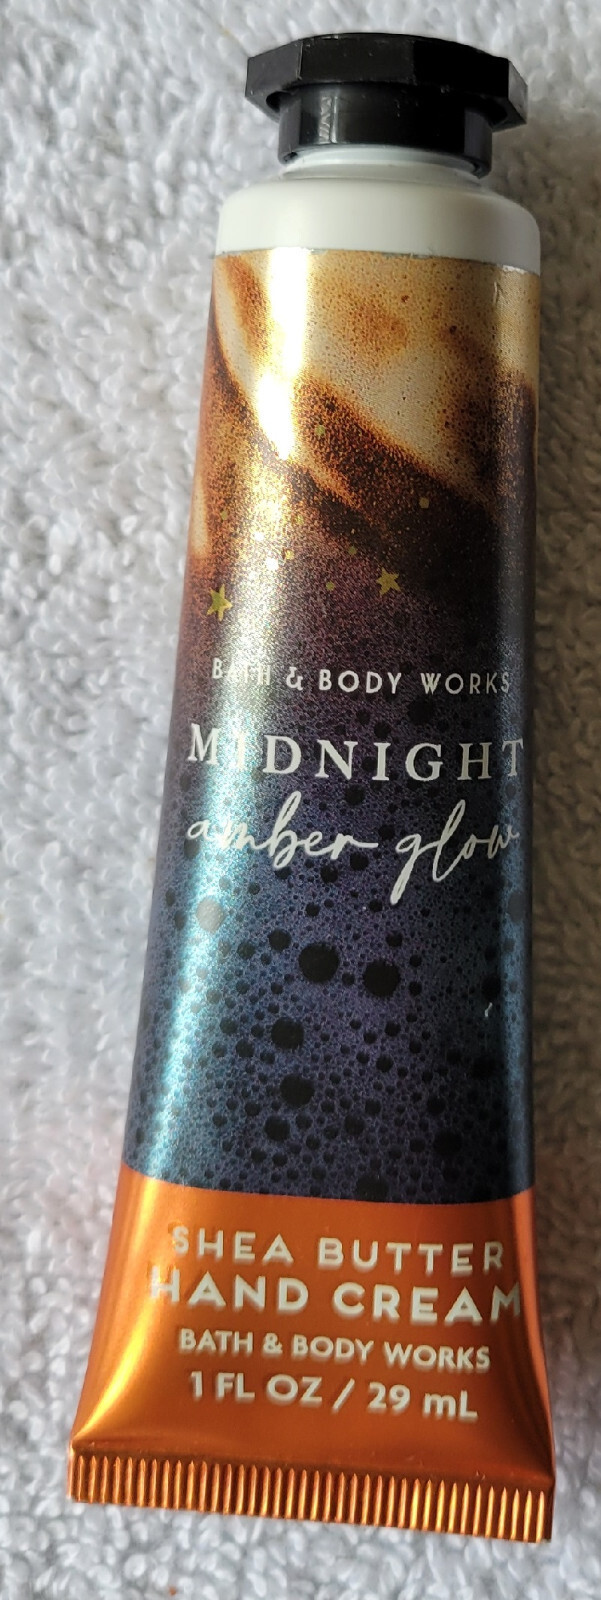 BATH & BODY WORKS
MIDNIGHT
amber glow
SHEA BUTTER
HAND CREAM
BATH & BODY WORKS
1 FL OZ / 29 mL